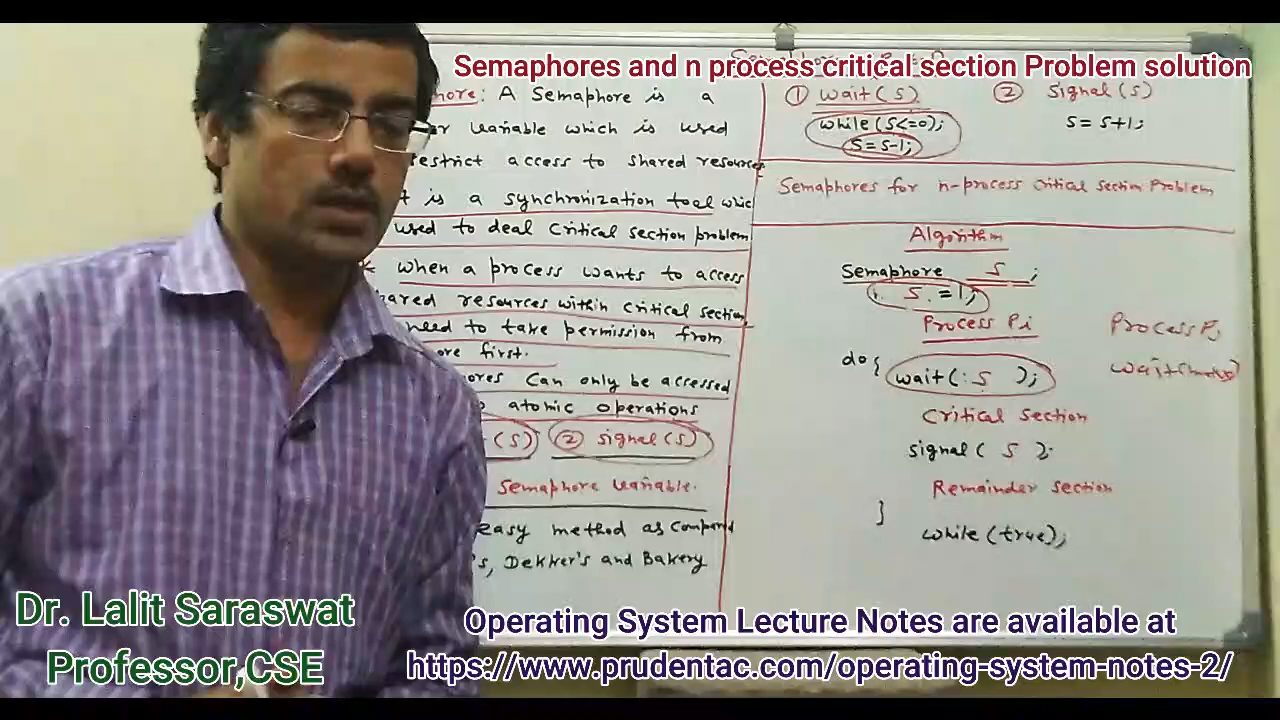 Semaphores and n process critical section Problem solution
hore: A Semaphore is a
variable which is used
restrict access to shared resources
t is a synchronization tool whic
used to deal critical section problem
* when a process wants to access
hared resources within critical section
need to take permission from
ore first.
hores can only be accessed
atomic operations
(S) ② signal(S)
Semaphore variable.
easy method as compared
's, Dekker's and Bakery
① wait(S) ② signal(S)
while(S<=0); S=S+1;
S=S-1;
Semaphores for n-process critical section Problem
Algorithm
Semaphore S ;
S =1;
Process Pi Process Pj
do{ wait( S );
Critical section
signal( S );
Remainder section
}
while(true);
Dr. Lalit Saraswat
Professor,CSE
Operating System Lecture Notes are available at
https://www.prudentac.com/operating-system-notes-2/